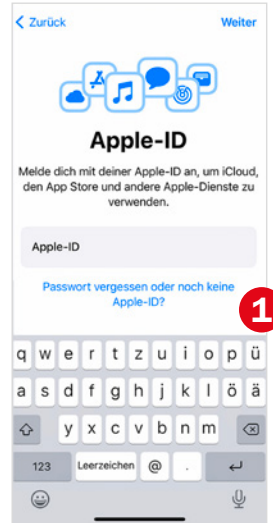 Zurück Weiter
Apple-ID
Melde dich mit deiner Apple-ID an, um iCloud,
den App Store und andere Apple-Dienste zu
verwenden.
Apple-ID
Passwort vergessen oder noch keine
Apple-ID?
1
q w e r t z u i o p ü
a s d f g h j k l ö ä
y x c v b n m
123 Leerzeichen @ .